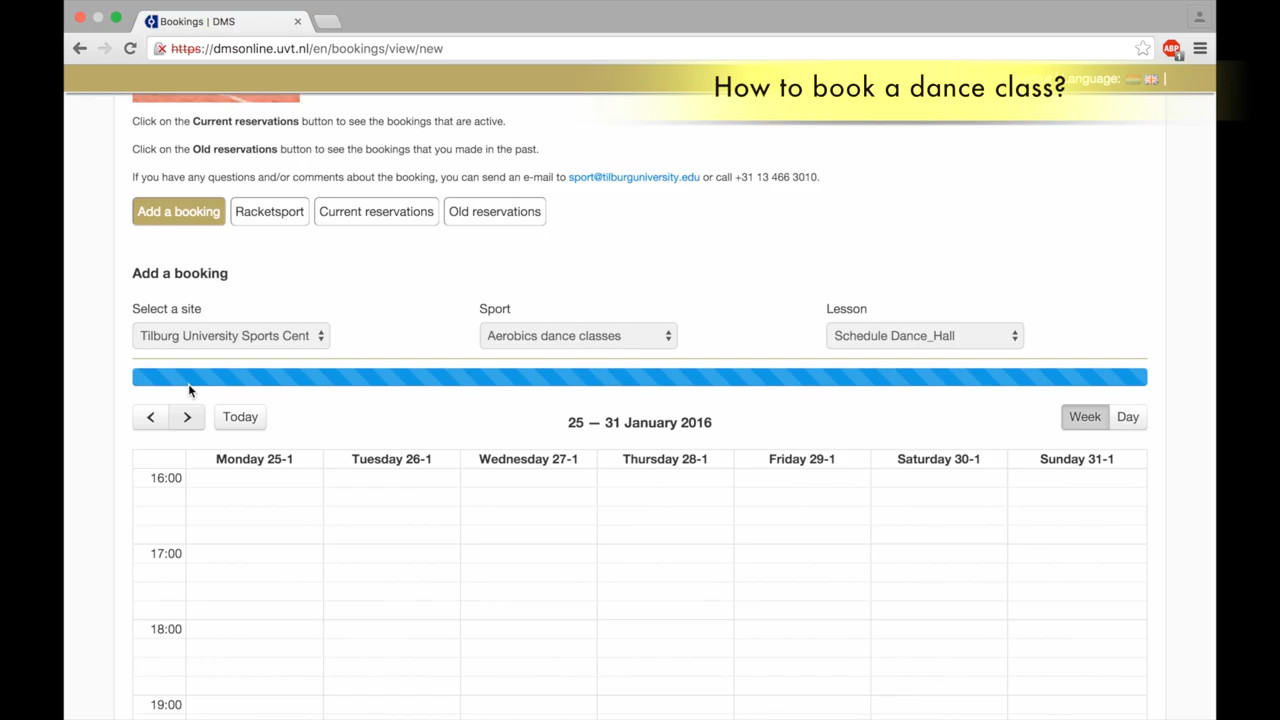 Bookings | DMS
https://dmsonline.uvt.nl/en/bookings/view/new
ABP
1
How to book a dance class?
anguage:
Click on the Current reservations button to see the bookings that are active.
Click on the Old reservations button to see the bookings that you made in the past.
If you have any questions and/or comments about the booking, you can send an e-mail to sport@tilburguniversity.edu or call +31 13 466 3010.
Add a booking Racketsport Current reservations Old reservations
Add a booking
Select a site Sport Lesson
Tilburg University Sports Cent Aerobics dance classes Schedule Dance_Hall
Today 25 — 31 January 2016 Week Day
Monday 25-1 Tuesday 26-1 Wednesday 27-1 Thursday 28-1 Friday 29-1 Saturday 30-1 Sunday 31-1
16:00
17:00
18:00
19:00